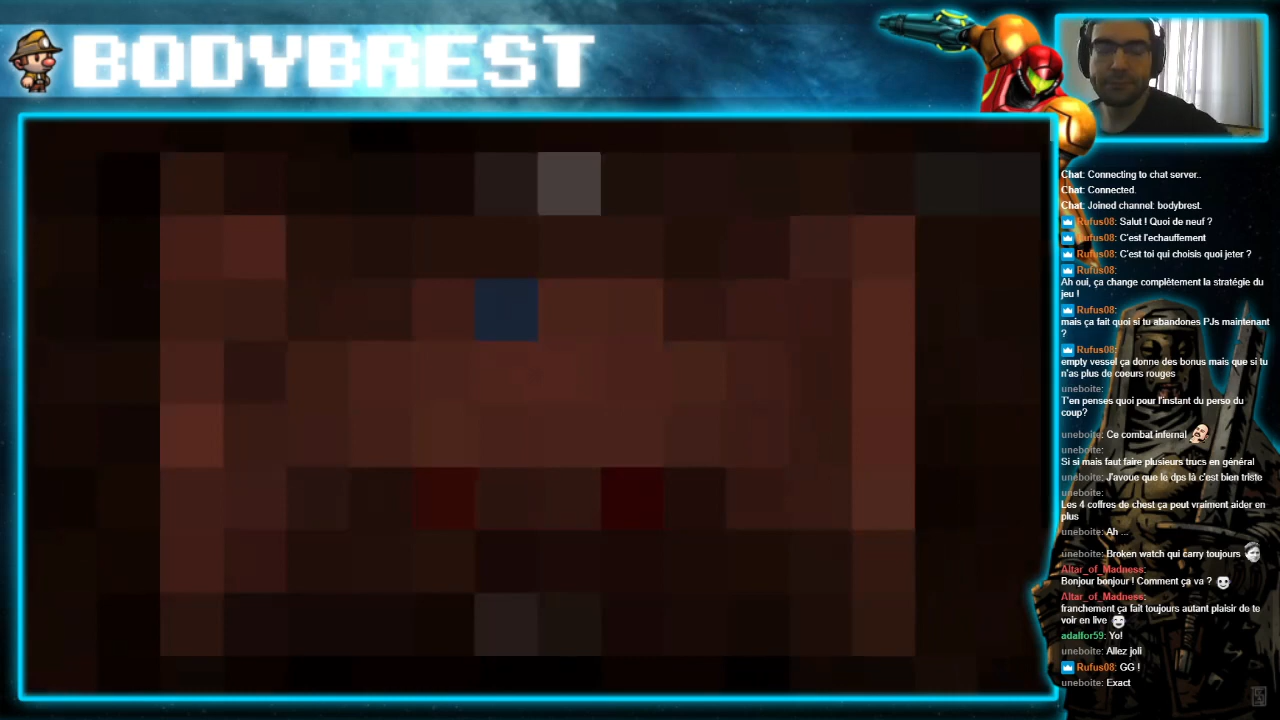 BODYBREST
Chat: Connecting to chat server..
Chat: Connected.
Chat: Joined channel: bodybrest.
Rufus08: Salut ! Quoi de neuf ?
Rufus08: C'est l'echauffement
Rufus08: C'est toi qui choisis quoi jeter ?
Rufus08:
Ah oui, ça change complètement la stratégie du
jeu !
Rufus08:
mais ça fait quoi si tu abandones PJs maintenant
?
Rufus08:
empty vessel ça donne des bonus mais que si tu
n'as plus de coeurs rouges
uneboite:
T'en penses quoi pour l'instant du perso du
coup?
uneboite: Ce combat infernal
uneboite:
Si si mais faut faire plusieurs trucs en général
uneboite: J'avoue que le dps là c'est bien triste
uneboite:
Les 4 coffres de chest ça peut vraiment aider en
plus
uneboite: Ah ...
uneboite: Broken watch qui carry toujours
Altar_of_Madness:
Bonjour bonjour ! Comment ça va ?
Altar_of_Madness:
franchement ça fait toujours autant plaisir de te
voir en live
adalfor59: Yo!
uneboite: Allez joli
Rufus08: GG !
uneboite: Exact